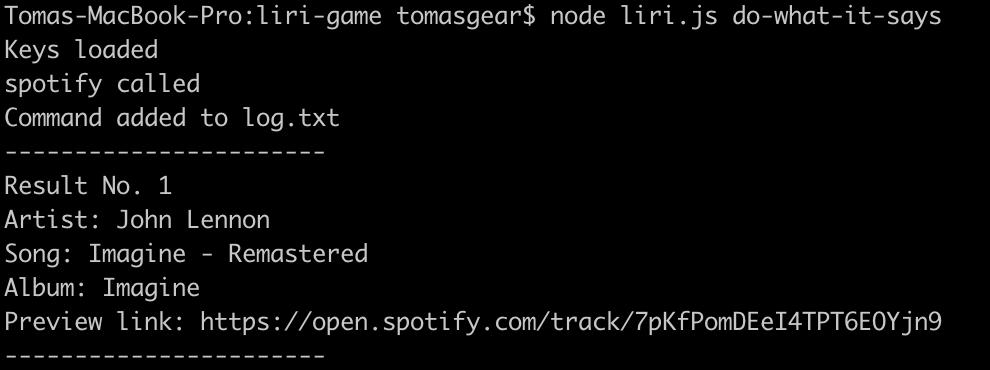 Tomas-MacBook-Pro:liri-game tomasgear$ node liri.js do-what-it-says
Keys loaded
spotify called
Command added to log.txt
-----------------------
Result No. 1
Artist: John Lennon
Song: Imagine - Remastered
Album: Imagine
Preview link: https://open.spotify.com/track/7pKfPomDEeI4TPT6EOYjn9
-----------------------